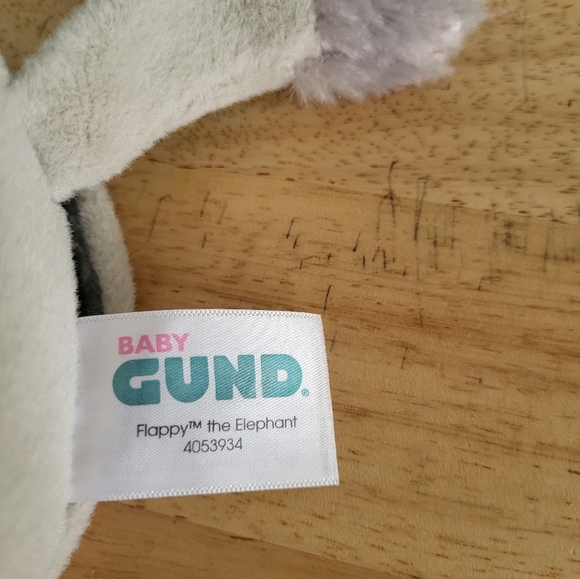 BABY
GUND®
Flappy™ the Elephant
4053934